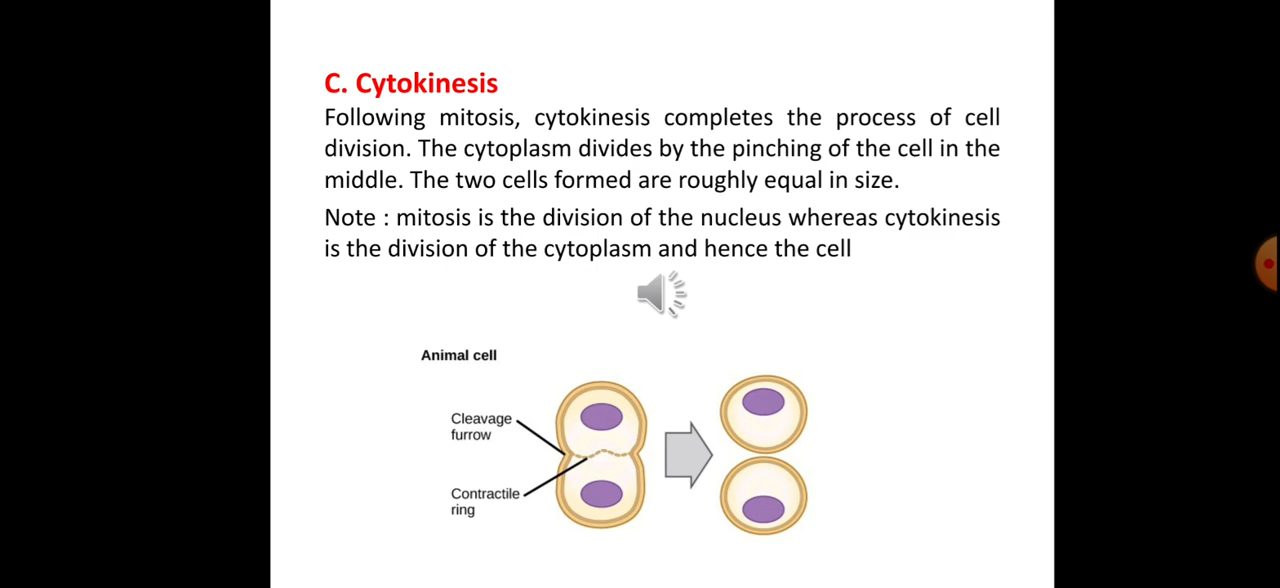 C. Cytokinesis
Following mitosis, cytokinesis completes the process of cell
division. The cytoplasm divides by the pinching of the cell in the
middle. The two cells formed are roughly equal in size.
Note : mitosis is the division of the nucleus whereas cytokinesis
is the division of the cytoplasm and hence the cell
Animal cell
Cleavage
furrow
Contractile
ring